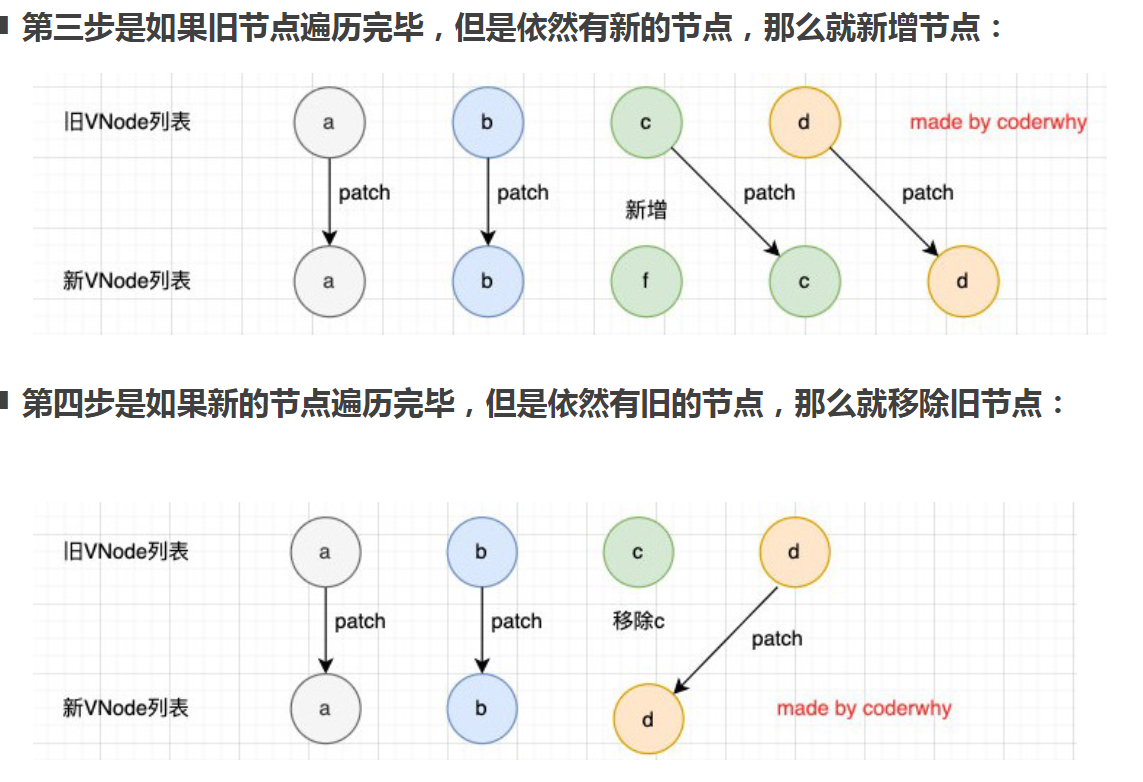 第三步是如果旧节点遍历完毕，但是依然有新的节点，那么就新增节点：
旧VNode列表 a b c d made by coderwhy
patch patch 新增 patch patch
新VNode列表 a b f c d
第四步是如果新的节点遍历完毕，但是依然有旧的节点，那么就移除旧节点：
旧VNode列表 a b c d
patch patch 移除c patch
新VNode列表 a b d made by coderwhy